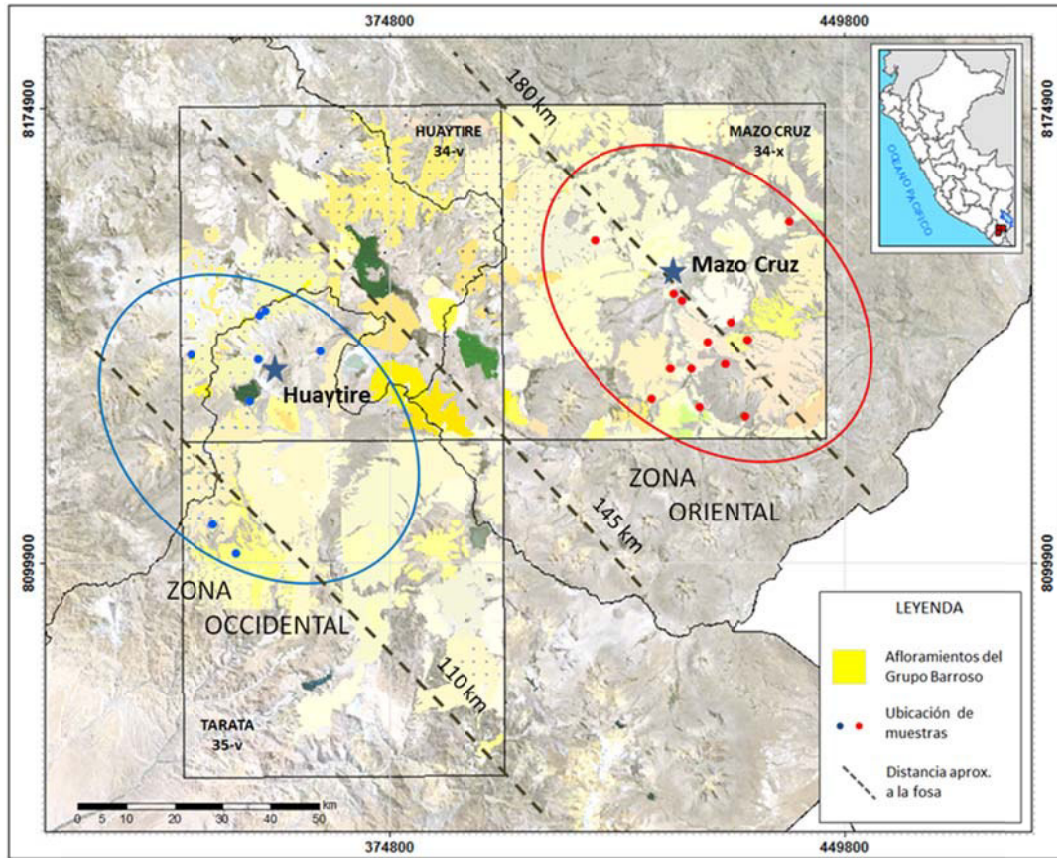 374800
449800
8174900
8174900
180 km
HUAYTIRE
34-v
MAZO CRUZ
34-x
OCEANO PACIFICO
Mazo Cruz
Huaytire
ZONA
ORIENTAL
145 km
8099900
8099900
ZONA
OCCIDENTAL
110 km
TARATA
35-v
LEYENDA
Afloramientos del
Grupo Barroso
Ubicación de
muestras
Distancia aprox.
a la fosa
km
0 5 10 20 30 40 50
374800
449800